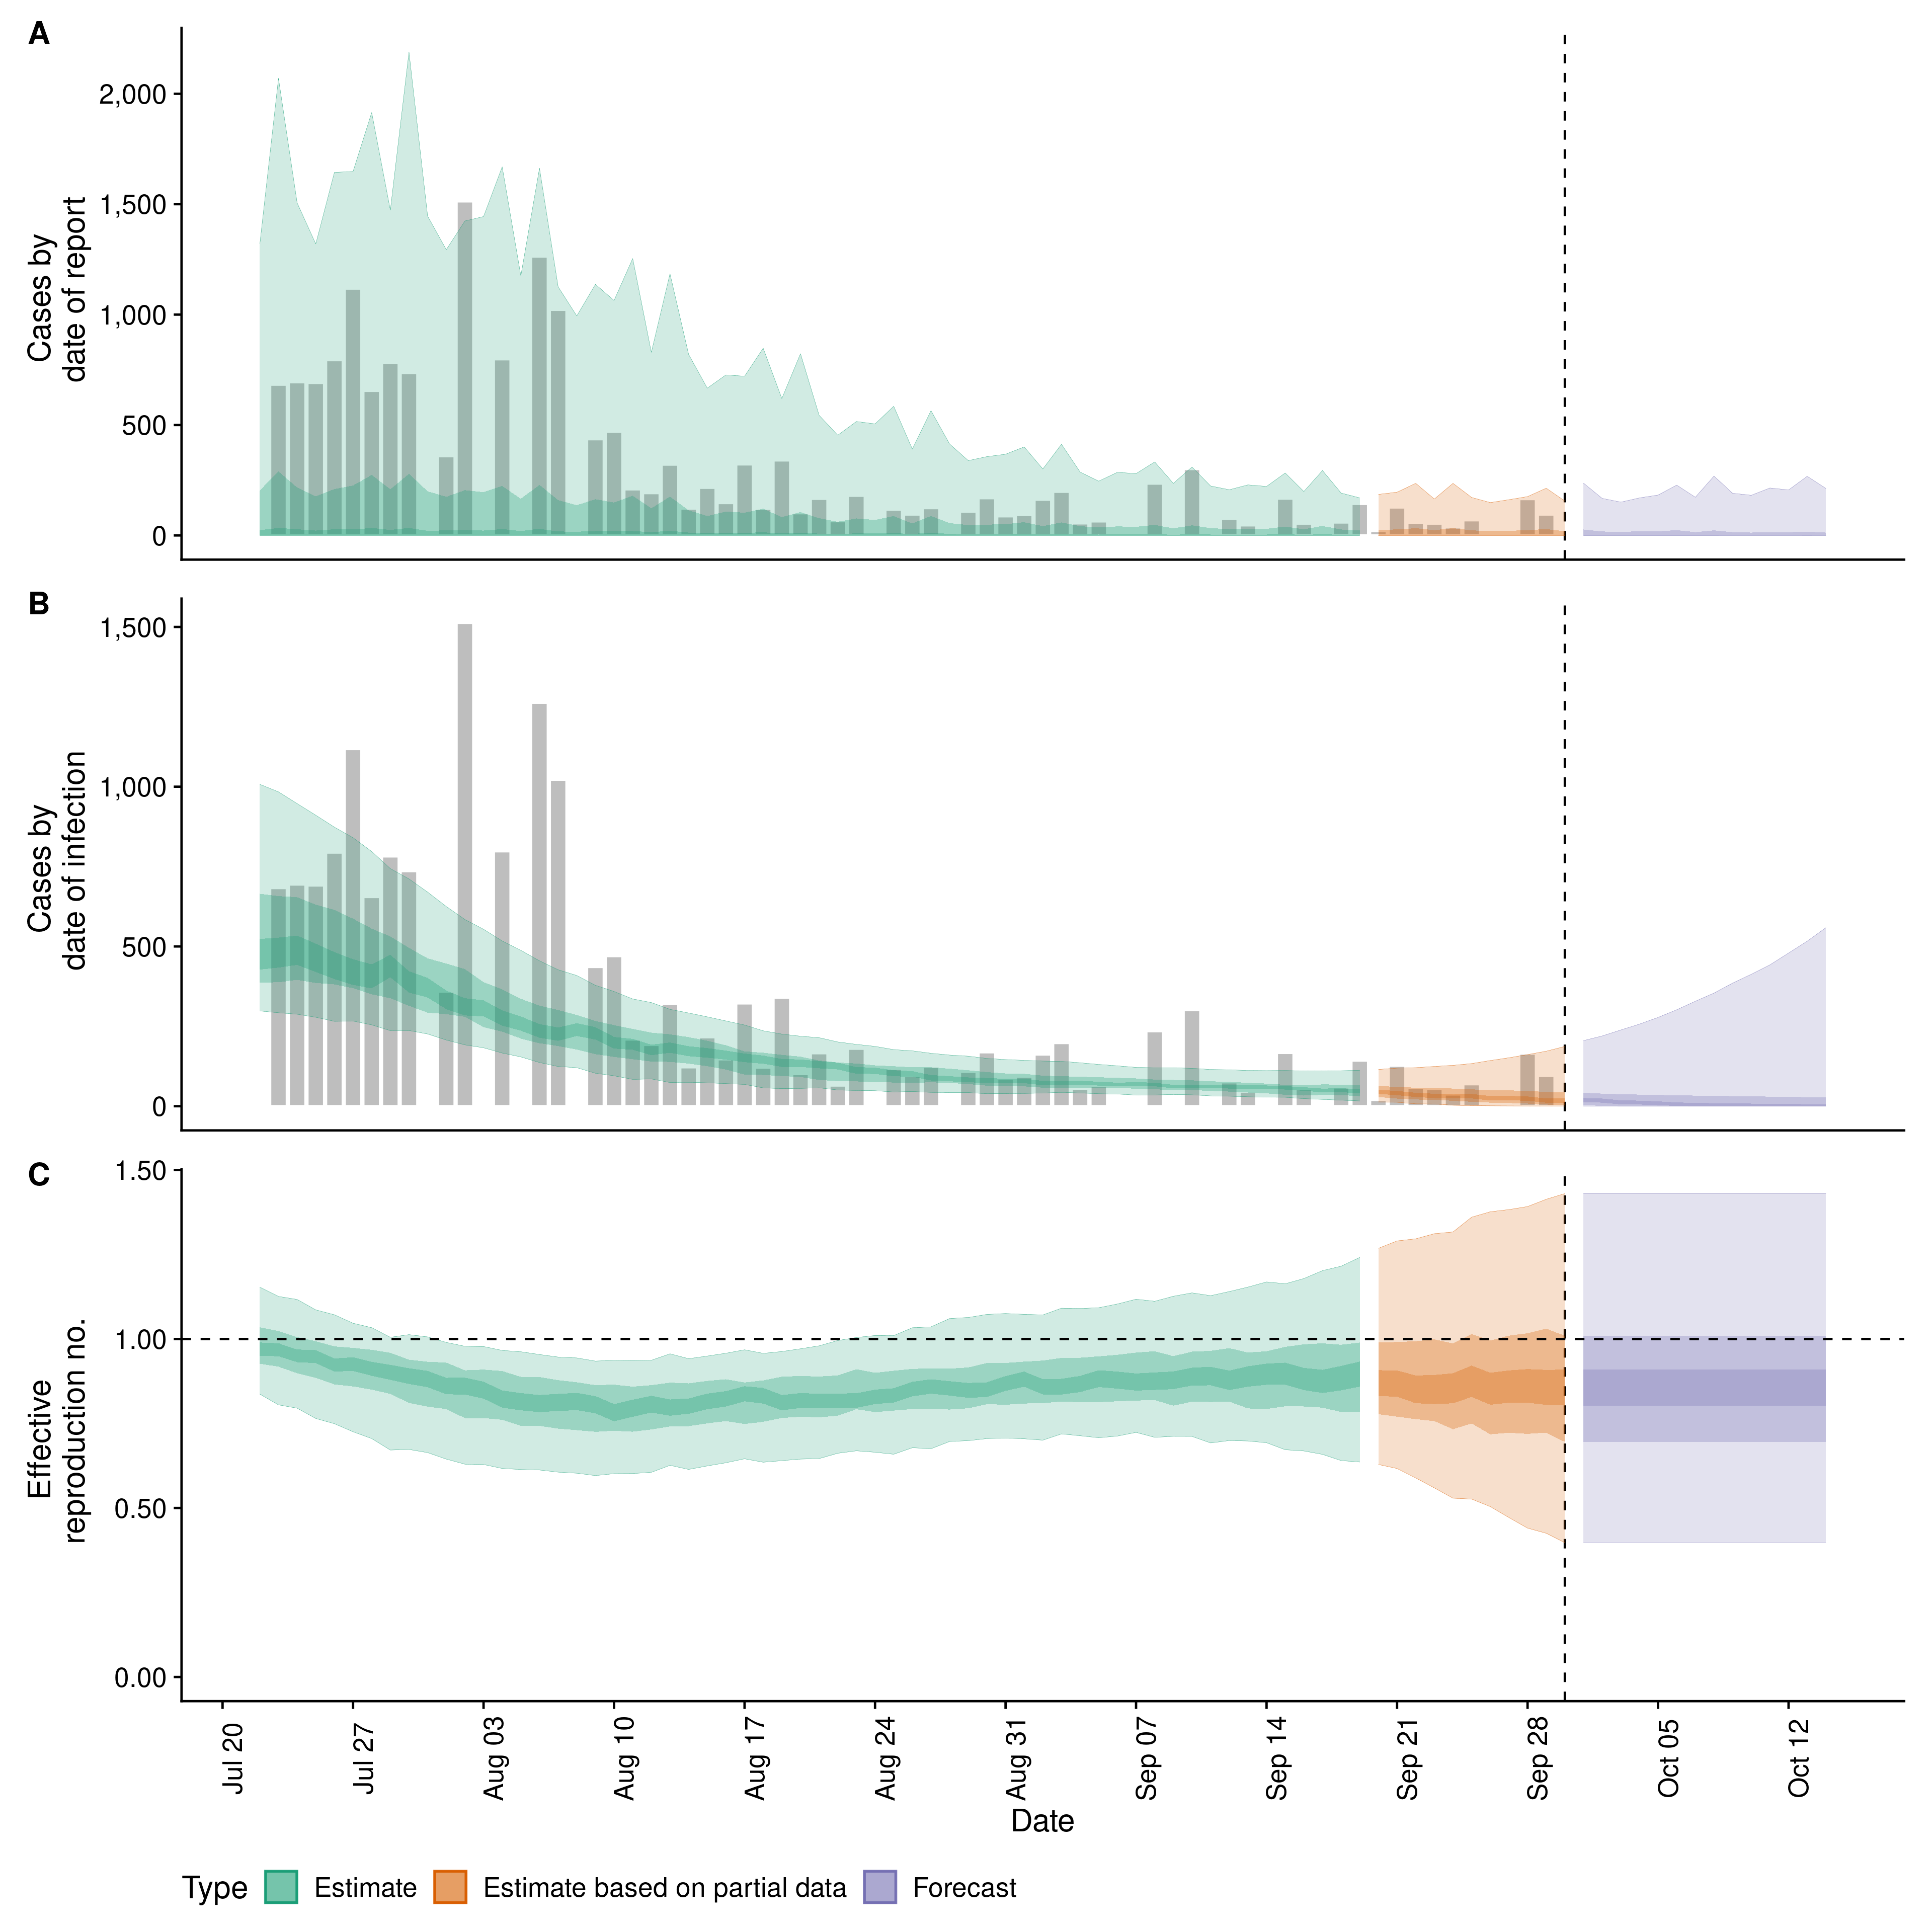 A
2,000
1,500
1,000
500
0
Cases by
date of report
B
1,500
1,000
500
0
Cases by
date of infection
C
1.50
1.00
0.50
0.00
Effective
reproduction no.
Jul 20
Jul 27
Aug 03
Aug 10
Aug 17
Aug 24
Aug 31
Sep 07
Sep 14
Sep 21
Sep 28
Oct 05
Oct 12
Date
Type Estimate Estimate based on partial data Forecast